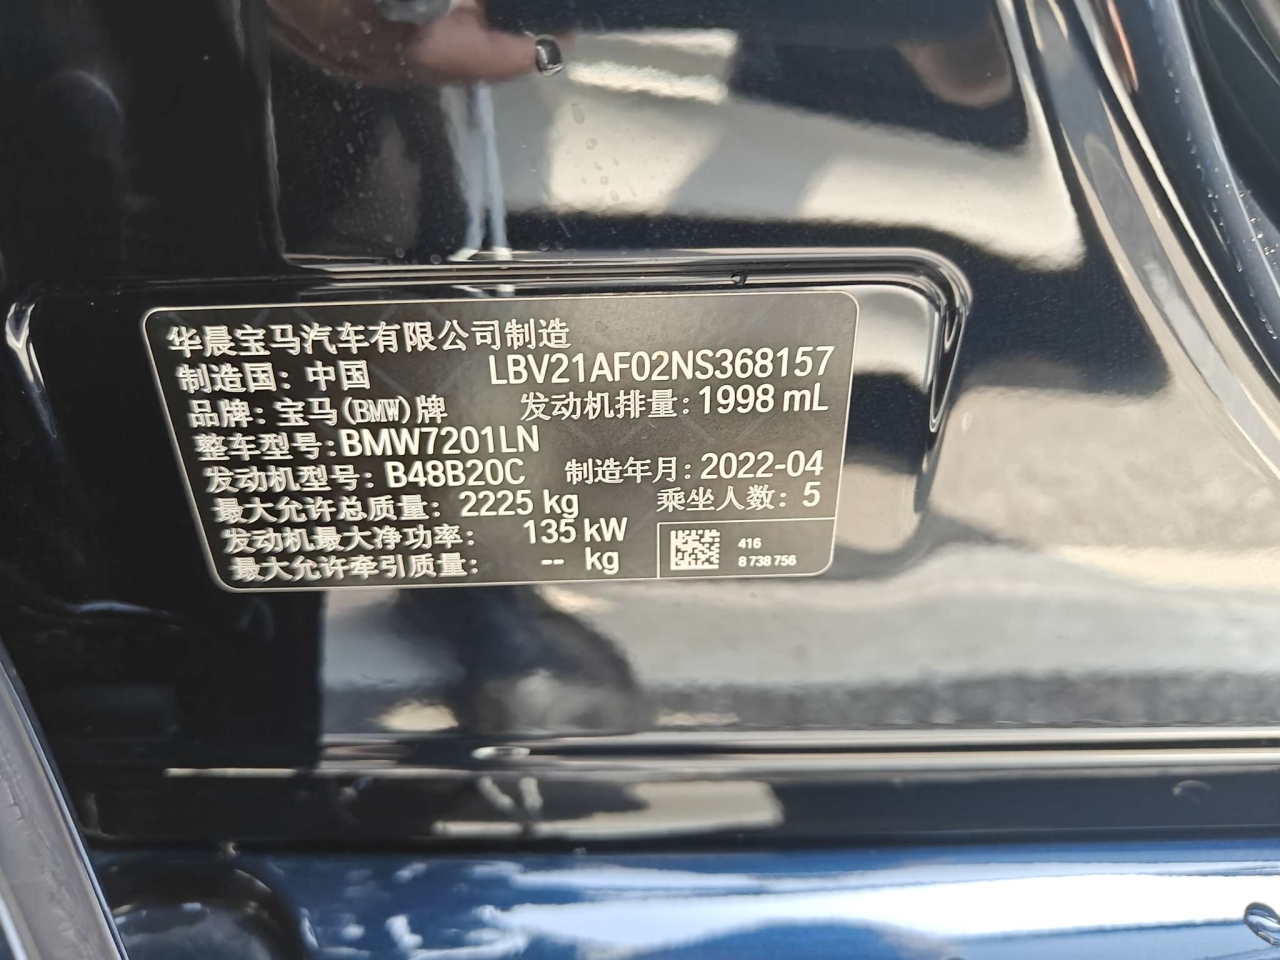 华晨宝马汽车有限公司制造
制造国：中国 LBV21AF02NS368157
品牌：宝马(BMW)牌 发动机排量：1998 mL
整车型号：BMW7201LN
发动机型号：B48B20C 制造年月：2022-04
最大允许总质量：2225 kg 乘坐人数：5
发动机最大净功率：135 kW
最大允许牵引质量：-- kg
416
8 738 756